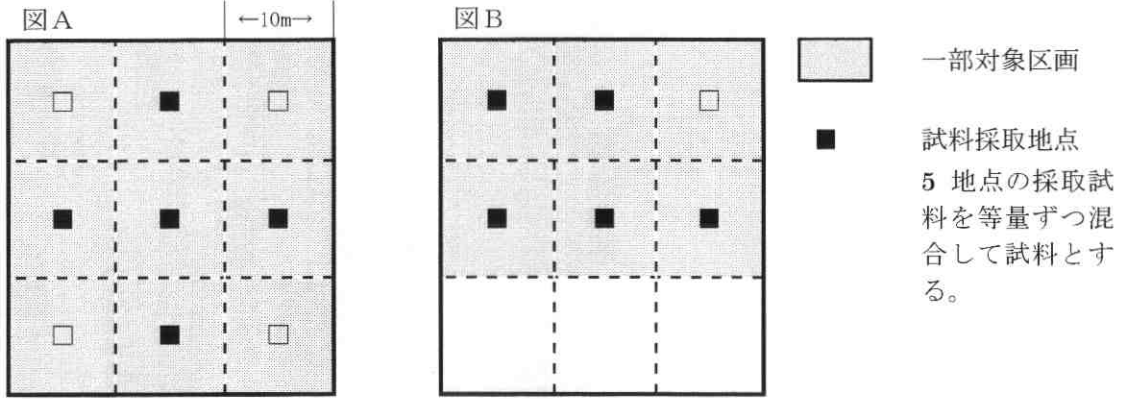 図A
←10m→
図B
一部対象区画
試料採取地点
5 地点の採取試
料を等量ずつ混
合して試料とす
る。